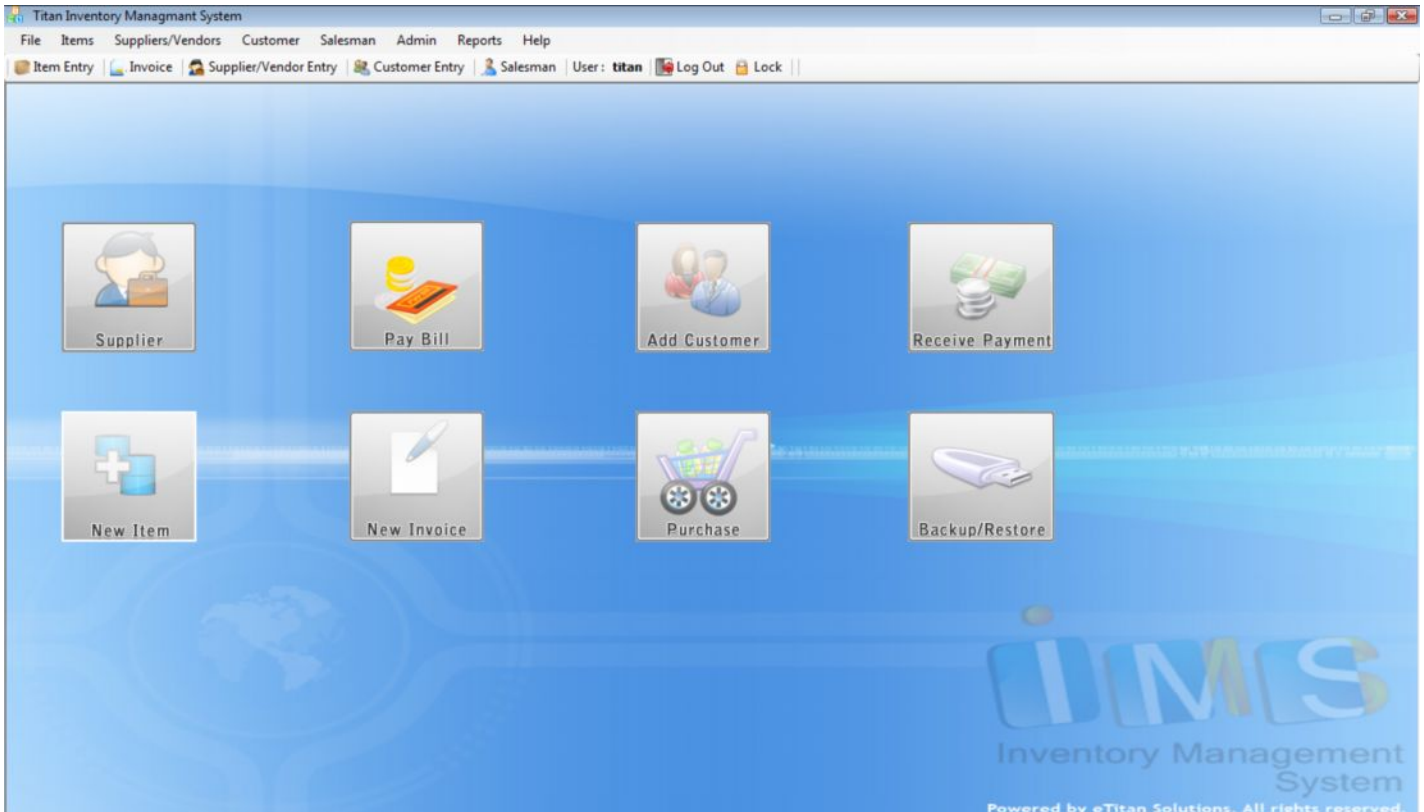 Titan Inventory Managmant System
File Items Suppliers/Vendors Customer Salesman Admin Reports Help
Item Entry Invoice Supplier/Vendor Entry Customer Entry Salesman User : titan Log Out Lock
Supplier Pay Bill Add Customer Receive Payment
New Item New Invoice Purchase Backup/Restore
iMS
Inventory Management
System
Powered by eTitan Solutions. All rights reserved.